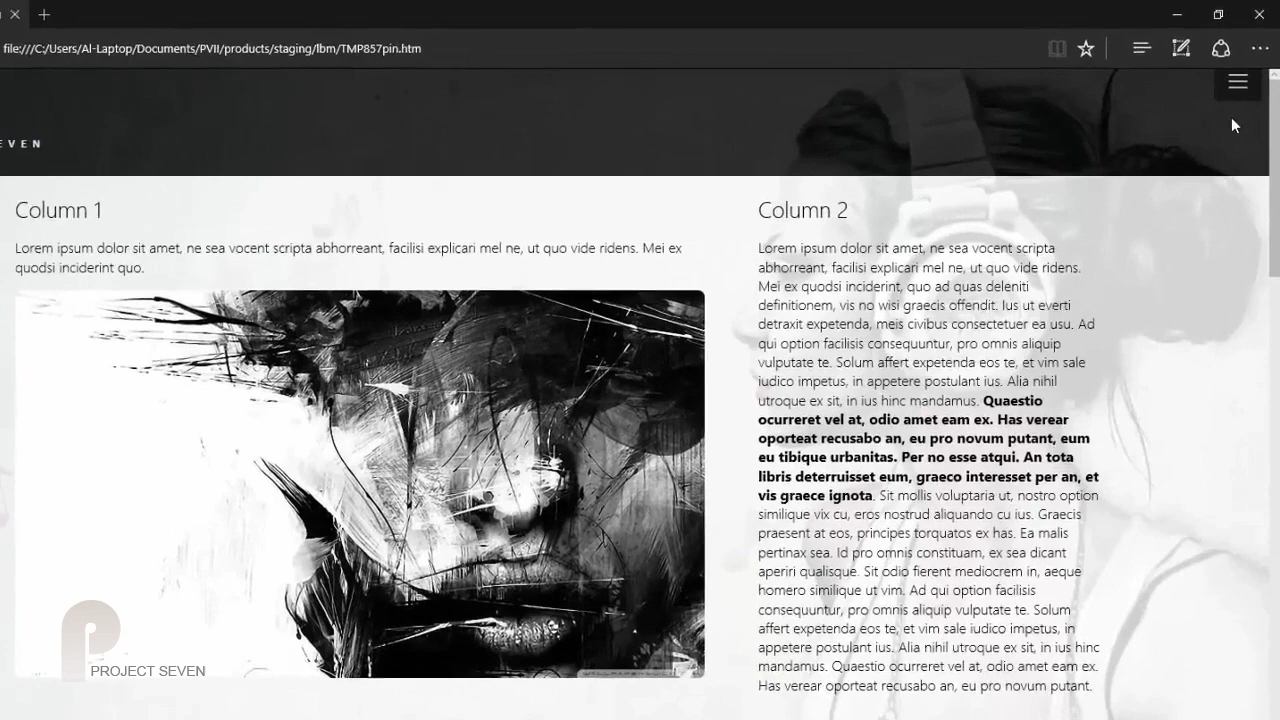 file:///C:/Users/Al-Laptop/Documents/PVII/products/staging/lbm/TMP857pin.htm
EVEN
Column 1
Lorem ipsum dolor sit amet, ne sea vocent scripta abhorreant, facilisi explicari mel ne, ut quo vide ridens. Mei ex
quodsi inciderint quo.
PROJECT SEVEN
Column 2
Lorem ipsum dolor sit amet, ne sea vocent scripta
abhorreant, facilisi explicari mel ne, ut quo vide ridens.
Mei ex quodsi inciderint, quo ad quas deleniti
definitionem, vis no wisi graecis offendit. Ius ut everti
detraxit expetenda, meis civibus consectetuer ea usu. Ad
qui option facilisis consequuntur, pro omnis aliquip
vulputate te. Solum affert expetenda eos te, et vim sale
iudico impetus, in appetere postulant ius. Alia nihil
utroque ex sit, in ius hinc mandamus. Quaestio
ocurreret vel at, odio amet eam ex. Has verear
oporteat recusabo an, eu pro novum putant, eum
eu tibique urbanitas. Per no esse atqui. An tota
libris deterruisset eum, graeco interesset per an, et
vis graece ignota. Sit mollis voluptaria ut, nostro option
similique vix cu, eros nostrud aliquando cu ius. Graecis
praesent at eos, principes torquatos ex has. Ea malis
pertinax sea. Id pro omnis constituam, ex sea dicant
aperiri qualisque. Sit odio fierent mediocrem in, aeque
homero similique ut vim. Ad qui option facilisis
consequuntur, pro omnis aliquip vulputate te. Solum
affert expetenda eos te, et vim sale iudico impetus, in
appetere postulant ius. Alia nihil utroque ex sit, in ius hinc
mandamus. Quaestio ocurreret vel at, odio amet eam ex.
Has verear oporteat recusabo an, eu pro novum putant.